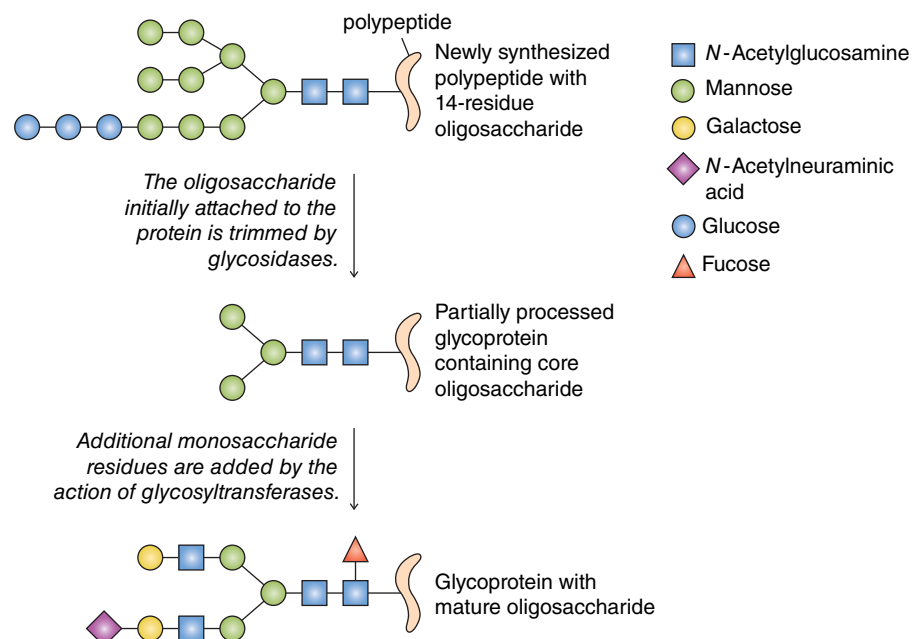 polypeptide
Newly synthesized
polypeptide with
14-residue
oligosaccharide
N-Acetylglucosamine
Mannose
Galactose
N-Acetylneuraminic
acid
Glucose
Fucose
The oligosaccharide
initially attached to the
protein is trimmed by
glycosidases.
Partially processed
glycoprotein
containing core
oligosaccharide
Additional monosaccharide
residues are added by the
action of glycosyltransferases.
Glycoprotein with
mature oligosaccharide